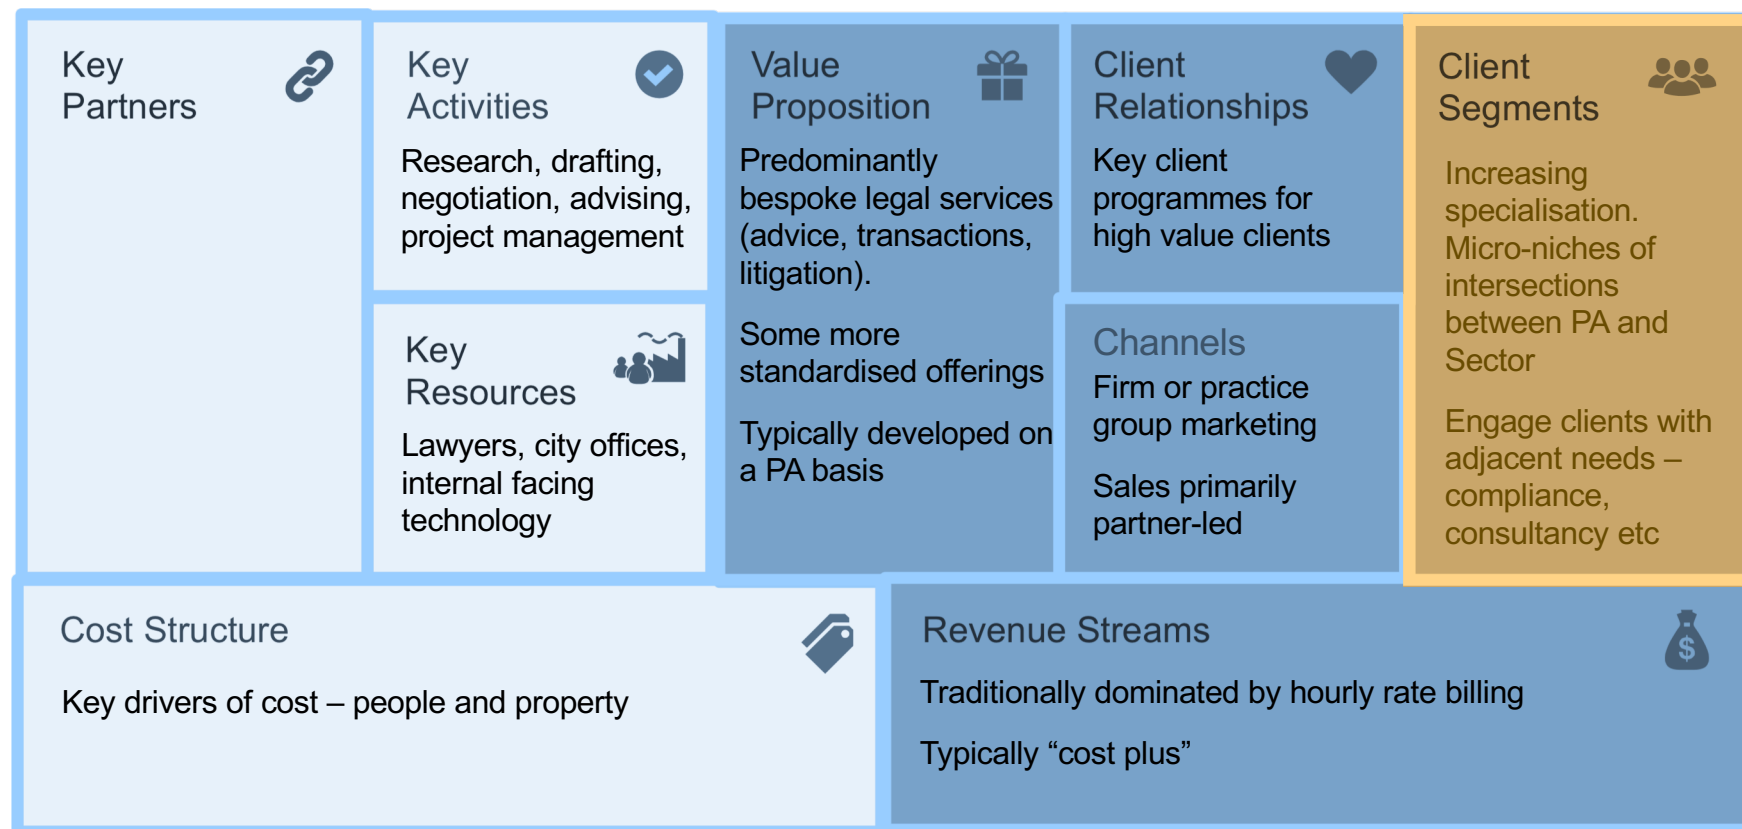 Key
Partners
Key
Activities
Research, drafting,
negotiation, advising,
project management
Key
Resources
Lawyers, city offices,
internal facing
technology
Value
Proposition
Predominantly
bespoke legal services
(advice, transactions,
litigation).
Some more
standardised offerings
Typically developed on
a PA basis
Client
Relationships
Key client
programmes for
high value clients
Channels
Firm or practice
group marketing
Sales primarily
partner-led
Client
Segments
Increasing
specialisation.
Micro-niches of
intersections
between PA and
Sector
Engage clients with
adjacent needs –
compliance,
consultancy etc
Cost Structure
Key drivers of cost – people and property
Revenue Streams
$
Traditionally dominated by hourly rate billing
Typically “cost plus”